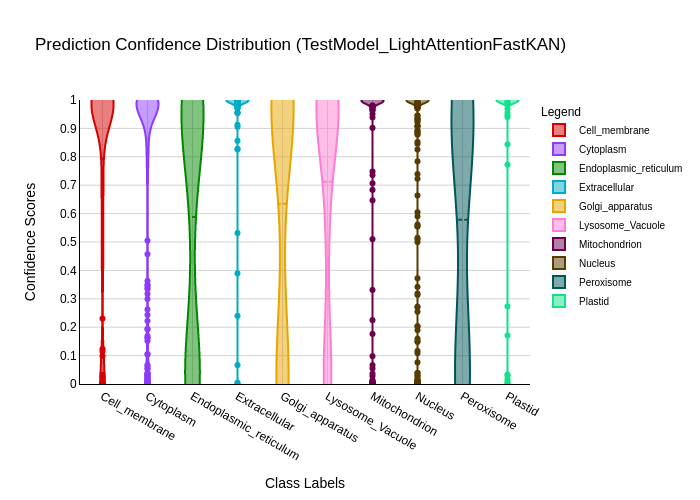 Prediction Confidence Distribution (TestModel_LightAttentionFastKAN)
Confidence Scores
1
0.9
0.8
0.7
0.6
0.5
0.4
0.3
0.2
0.1
0
Cell_membrane
Cytoplasm
Endoplasmic_reticulum
Extracellular
Golgi_apparatus
Lysosome_Vacuole
Mitochondrion
Nucleus
Peroxisome
Plastid
Class Labels
Legend
Cell_membrane
Cytoplasm
Endoplasmic_reticulum
Extracellular
Golgi_apparatus
Lysosome_Vacuole
Mitochondrion
Nucleus
Peroxisome
Plastid